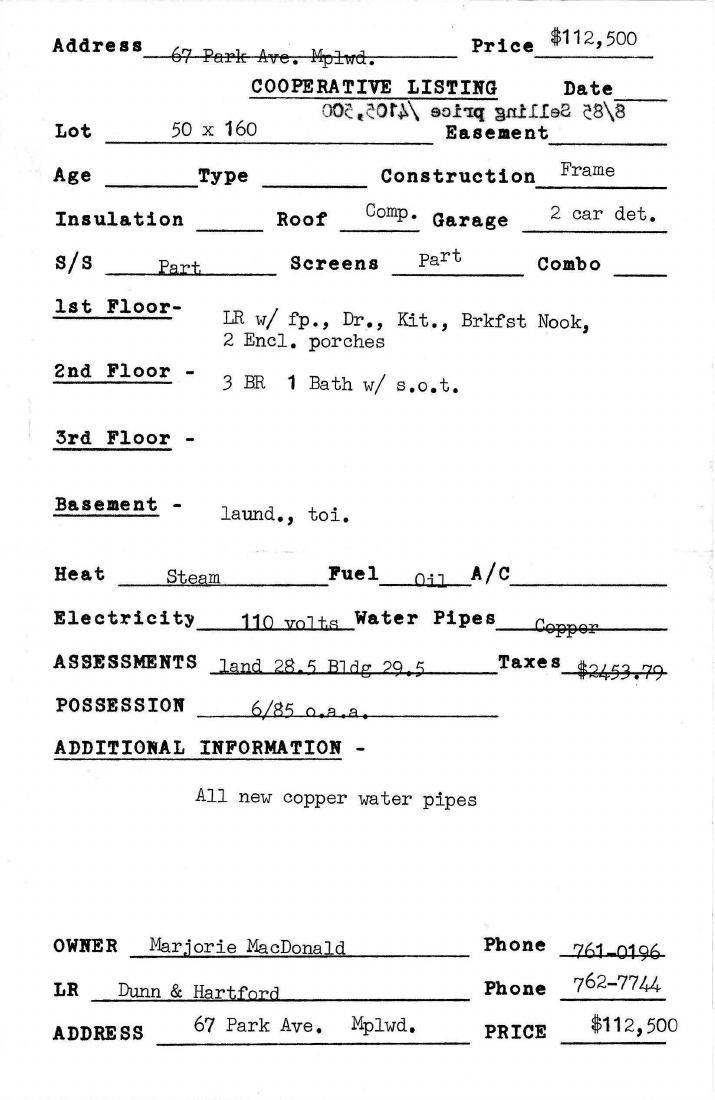 Address 67 Park Ave. Mplwd. Price $112,500
COOPERATIVE LISTING Date
8\85 Selling price \4105,500
Lot 50 x 160 Easement
Age Type Construction Frame
Insulation Roof Comp. Garage 2 car det.
S/S Part Screens Part Combo
1st Floor- LR w/ fp., Dr., Kit., Brkfst Nook,
2 Encl. porches
2nd Floor - 3 BR 1 Bath w/ s.o.t.
3rd Floor -
Basement - laund., toi.
Heat Steam Fuel Oil A/C
Electricity 110 volts Water Pipes Copper
ASSESSMENTS land 28.5 Bldg 29.5 Taxes $2453.79
POSSESSION 6/85 o.a.a.
ADDITIONAL INFORMATION -
All new copper water pipes
OWNER Marjorie MacDonald Phone 761-0196
LR Dunn & Hartford Phone 762-7744
ADDRESS 67 Park Ave. Mplwd. PRICE $112,500